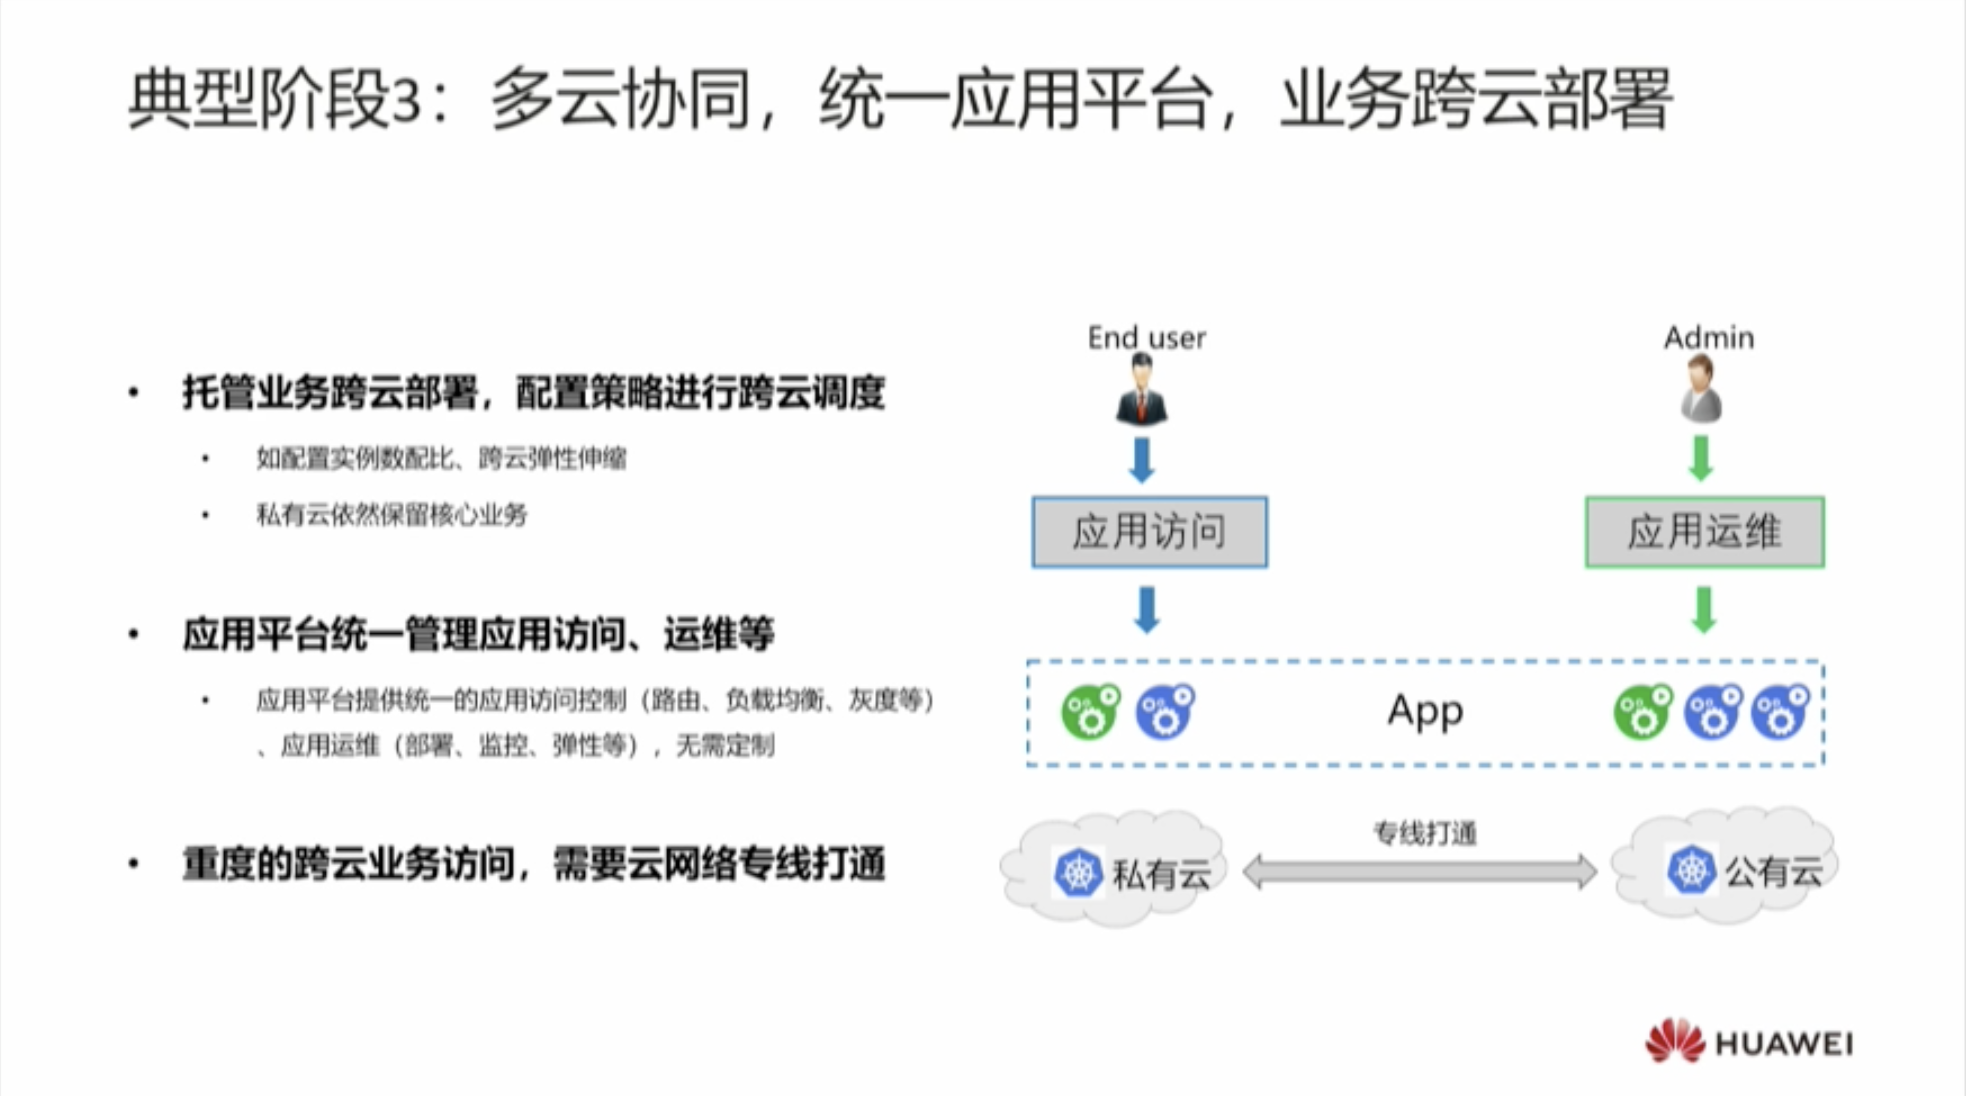 典型阶段3：多云协同，统一应用平台，业务跨云部署
• 托管业务跨云部署，配置策略进行跨云调度
• 如配置实例数配比、跨云弹性伸缩
• 私有云依然保留核心业务
• 应用平台统一管理应用访问、运维等
• 应用平台提供统一的应用访问控制（路由、负载均衡、灰度等）
、应用运维（部署、监控、弹性等），无需定制
• 重度的跨云业务访问，需要云网络专线打通
End user
Admin
应用访问
应用运维
App
专线打通
私有云
公有云
HUAWEI